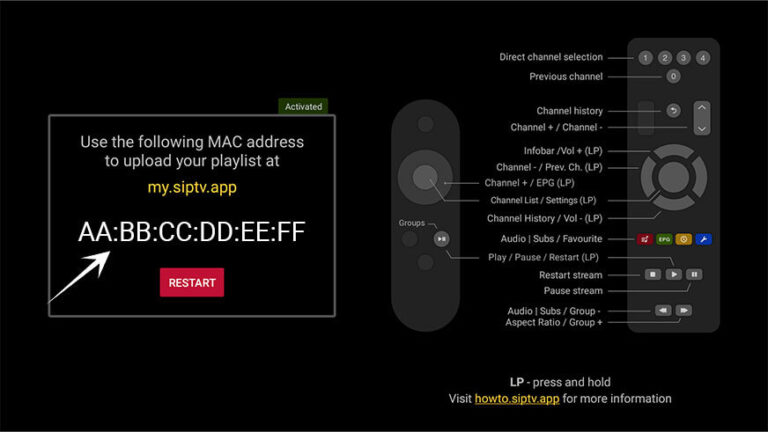 Activated
Use the following MAC address
to upload your playlist at
my.siptv.app
AA:BB:CC:DD:EE:FF
RESTART
Groups
Direct channel selection
1 2 3 4
Previous channel
0
Channel history
Channel + / Channel -
Infobar /Vol + (LP)
Channel - / Prev. Ch. (LP)
Channel + / EPG (LP)
Channel List / Settings (LP)
Channel History / Vol - (LP)
Audio | Subs / Favourite
EPG
Play / Pause / Restart (LP)
Restart stream
Pause stream
Audio | Subs / Group -
Aspect Ratio / Group +
LP - press and hold
Visit howto.siptv.app for more information